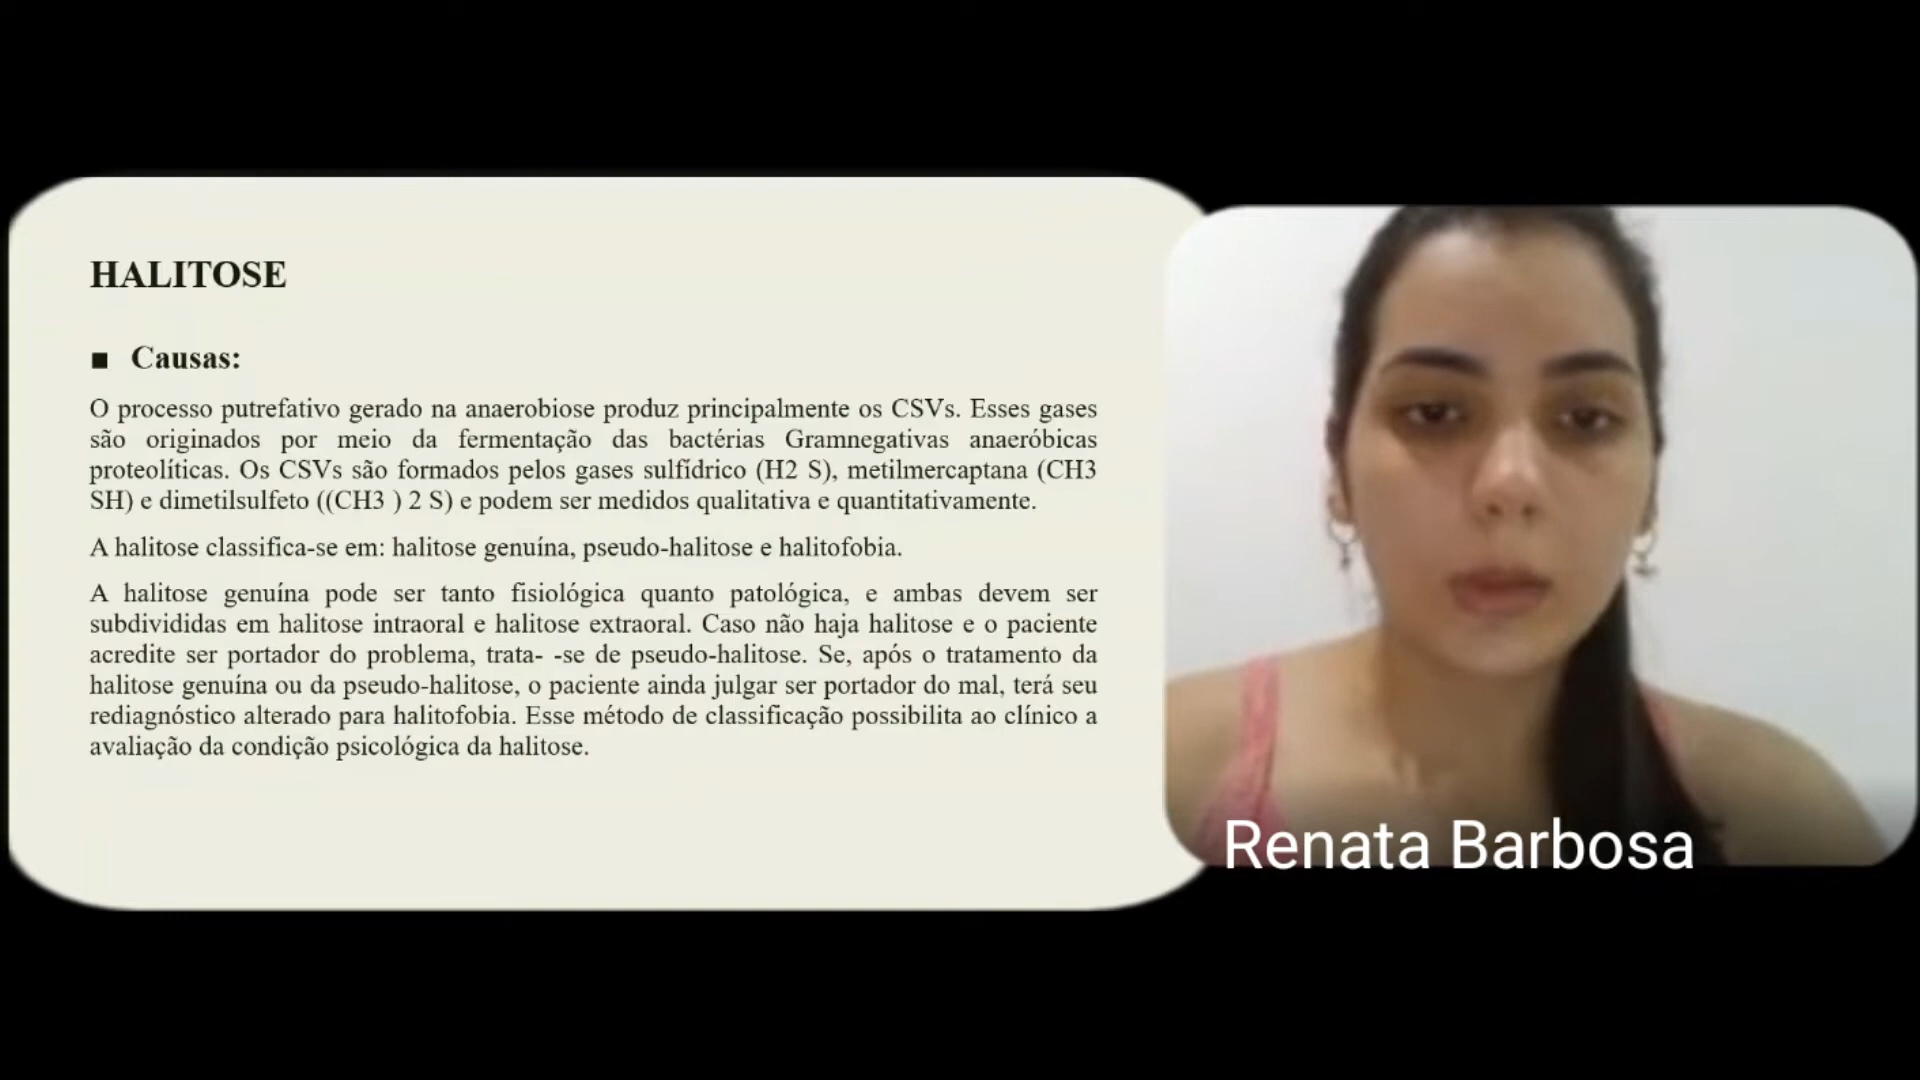 HALITOSE
■ Causas:
O processo putrefativo gerado na anaerobiose produz principalmente os CSVs. Esses gases
são originados por meio da fermentação das bactérias Gramnegativas anaeróbicas
proteolíticas. Os CSVs são formados pelos gases sulfídrico (H2 S), metilmercaptana (CH3
SH) e dimetilsulfeto ((CH3 ) 2 S) e podem ser medidos qualitativa e quantitativamente.
A halitose classifica-se em: halitose genuína, pseudo-halitose e halitofobia.
A halitose genuína pode ser tanto fisiológica quanto patológica, e ambas devem ser
subdivididas em halitose intraoral e halitose extraoral. Caso não haja halitose e o paciente
acredite ser portador do problema, trata- -se de pseudo-halitose. Se, após o tratamento da
halitose genuína ou da pseudo-halitose, o paciente ainda julgar ser portador do mal, terá seu
rediagnóstico alterado para halitofobia. Esse método de classificação possibilita ao clínico a
avaliação da condição psicológica da halitose.
Renata Barbosa